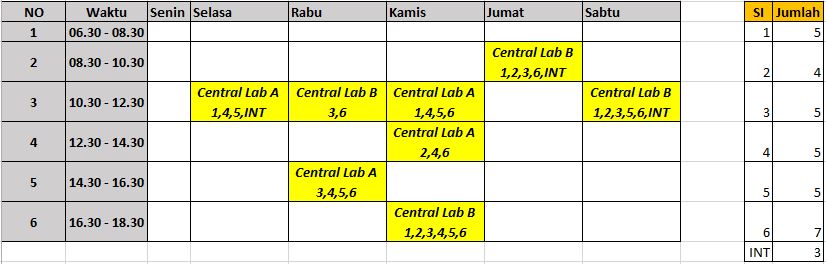 NO Waktu Senin Selasa Rabu Kamis Jumat Sabtu SI Jumlah
1 06.30 - 08.30 1 5
2 08.30 - 10.30 Central Lab B 1,2,3,6,INT 2 4
3 10.30 - 12.30 Central Lab A 1,4,5,INT Central Lab B 3,6 Central Lab A 1,4,5,6 Central Lab B 1,2,3,5,6,INT 3 5
4 12.30 - 14.30 Central Lab A 2,4,6 4 5
5 14.30 - 16.30 Central Lab A 3,4,5,6 5 5
6 16.30 - 18.30 Central Lab B 1,2,3,4,5,6 6 7
INT 3